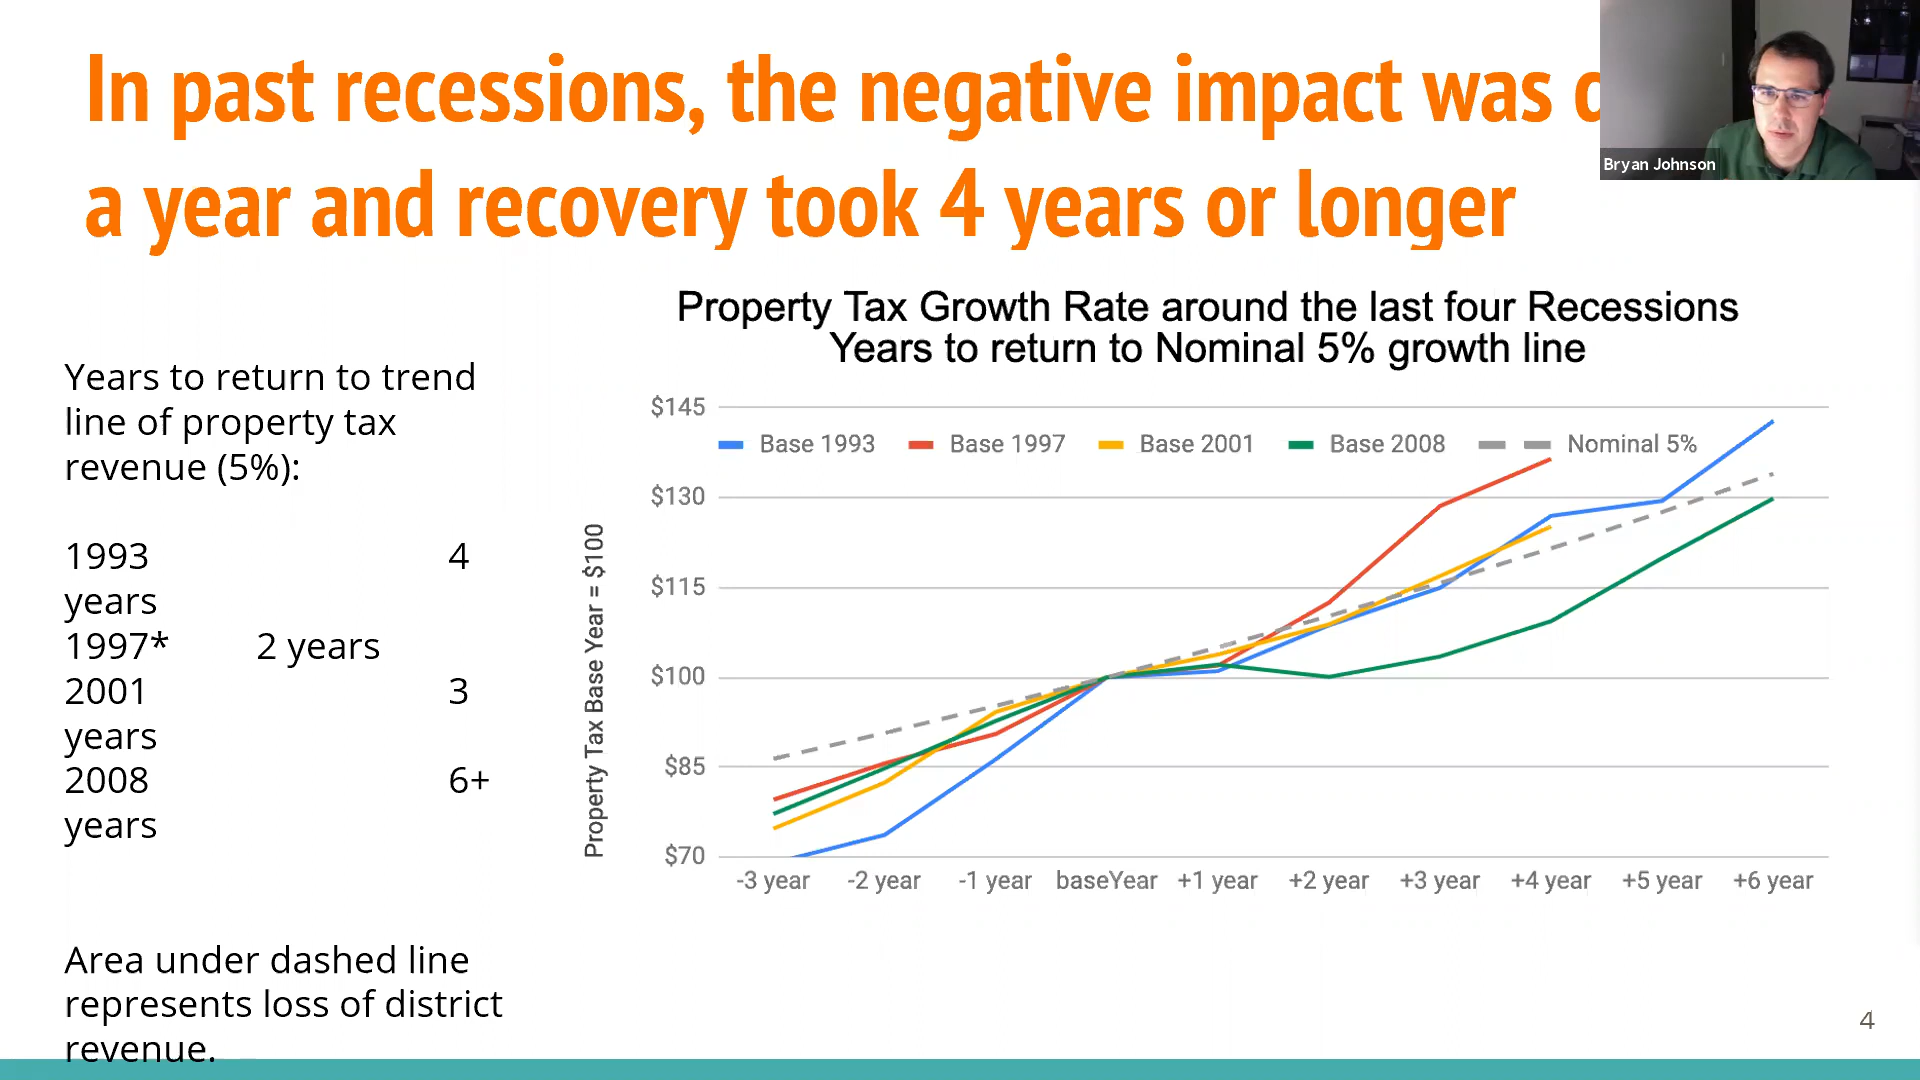 In past recessions, the negative impact was
a year and recovery took 4 years or longer
Bryan Johnson
Years to return to trend
line of property tax
revenue (5%):
1993 4
years
1997* 2 years
2001 3
years
2008 6+
years
Area under dashed line
represents loss of district
revenue.
Property Tax Growth Rate around the last four Recessions
Years to return to Nominal 5% growth line
Base 1993 Base 1997 Base 2001 Base 2008 Nominal 5%
Property Tax Base Year = $100
$145
$130
$115
$100
$85
$70
-3 year -2 year -1 year baseYear +1 year +2 year +3 year +4 year +5 year +6 year
4